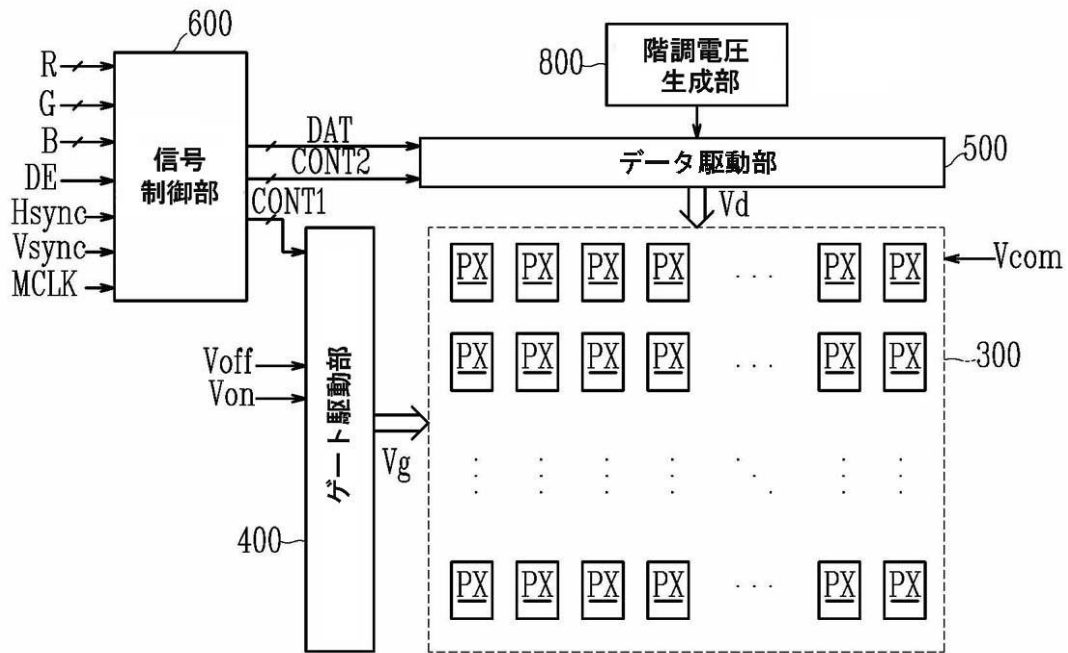 600
R
G
B
DE
Hsync
Vsync
MCLK
信号
制御部
DAT
CONT2
CONT1
800
階調電圧
生成部
データ駆動部
500
Vd
Vcom
PX PX PX PX ... PX PX
PX PX PX PX ... PX PX
300
Voff
Von
ゲート駆動部
Vg
400
PX PX PX PX ... PX PX